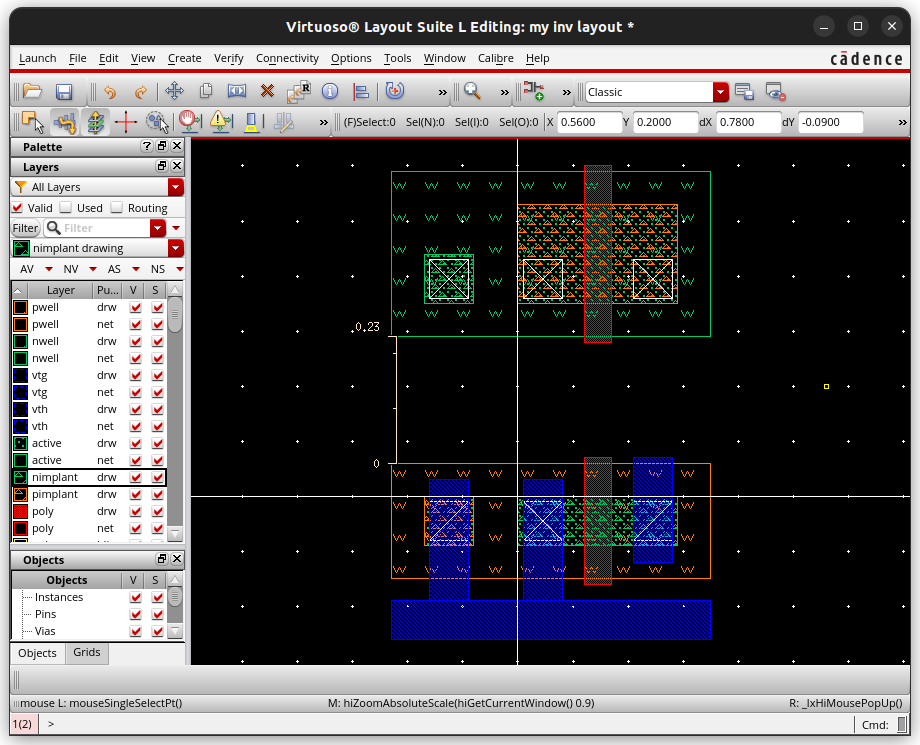 Virtuoso® Layout Suite L Editing: my inv layout *
Launch File Edit View Create Verify Connectivity Options Tools Window Calibre Help cādence
» » » Classic
» (F)Select:0 Sel(N):0 Sel(I):0 Sel(O):0 X 0.5600 Y 0.2000 dX 0.7800 dY -0.0900 »
Palette
Layers
All Layers
Valid Used Routing
Filter Filter
nimplant drawing
AV NV AS NS
Layer Pu... V S
pwell drw
pwell net
nwell drw
nwell net
vtg drw
vtg net
vth drw
vth net
active drw
active net
nimplant drw
pimplant drw
poly drw
poly net
0.23
0
Objects
Objects V S
Instances
Pins
Vias
Objects Grids
mouse L: mouseSingleSelectPt() M: hiZoomAbsoluteScale(hiGetCurrentWindow() 0.9) R: _lxHiMousePopUp()
1(2) > Cmd: